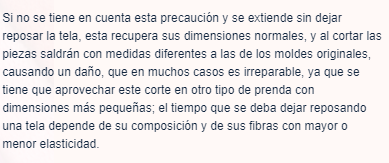 Si no se tiene en cuenta esta precaución y se extiende sin dejar
reposar la tela, esta recupera sus dimensiones normales, y al cortar las
piezas saldrán con medidas diferentes a las de los moldes originales,
causando un daño, que en muchos casos es irreparable, ya que se
tiene que aprovechar este corte en otro tipo de prenda con
dimensiones más pequeñas; el tiempo que se deba dejar reposando
una tela depende de su composición y de sus fibras con mayor o
menor elasticidad.